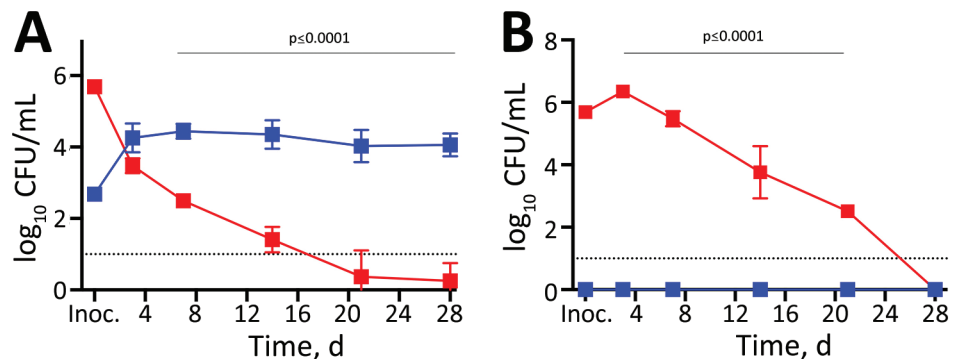 A
p≤0.0001
log10 CFU/mL
6
4
2
0
Inoc. 4 8 12 16 20 24 28
Time, d
B
p≤0.0001
log10 CFU/mL
8
6
4
2
0
Inoc. 4 8 12 16 20 24 28
Time, d